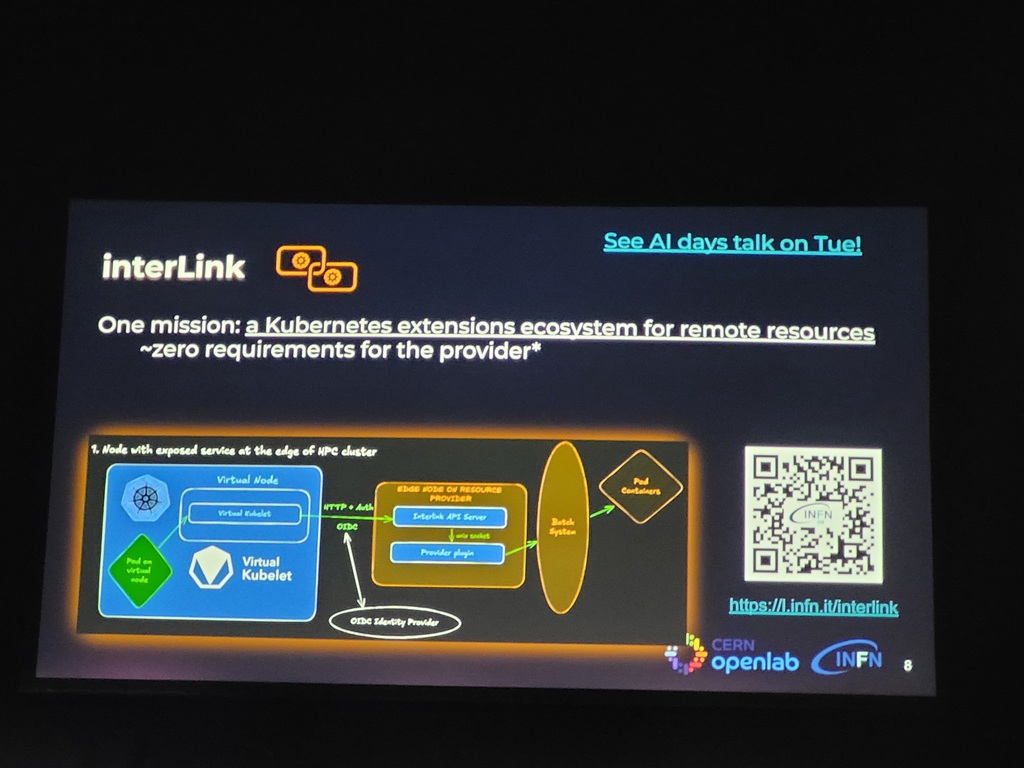 See AI days talk on Tue!
interLink
One mission: a Kubernetes extensions ecosystem for remote resources
~zero requirements for the provider*
1. Node with exposed service at the edge of HPC cluster
Virtual Node
Virtual Kubelet
Pod on
virtual
node
Virtual
Kubelet
HTTP + Auth
OIDC
EDGE NODE ON RESOURCE
PROVIDER
Interlink API Server
unix socket
Provider plugin
OIDC Identity Provider
Batch
System
Pod
Containers
INFN
https://l.infn.it/interlink
CERN
openlab
INFN
8